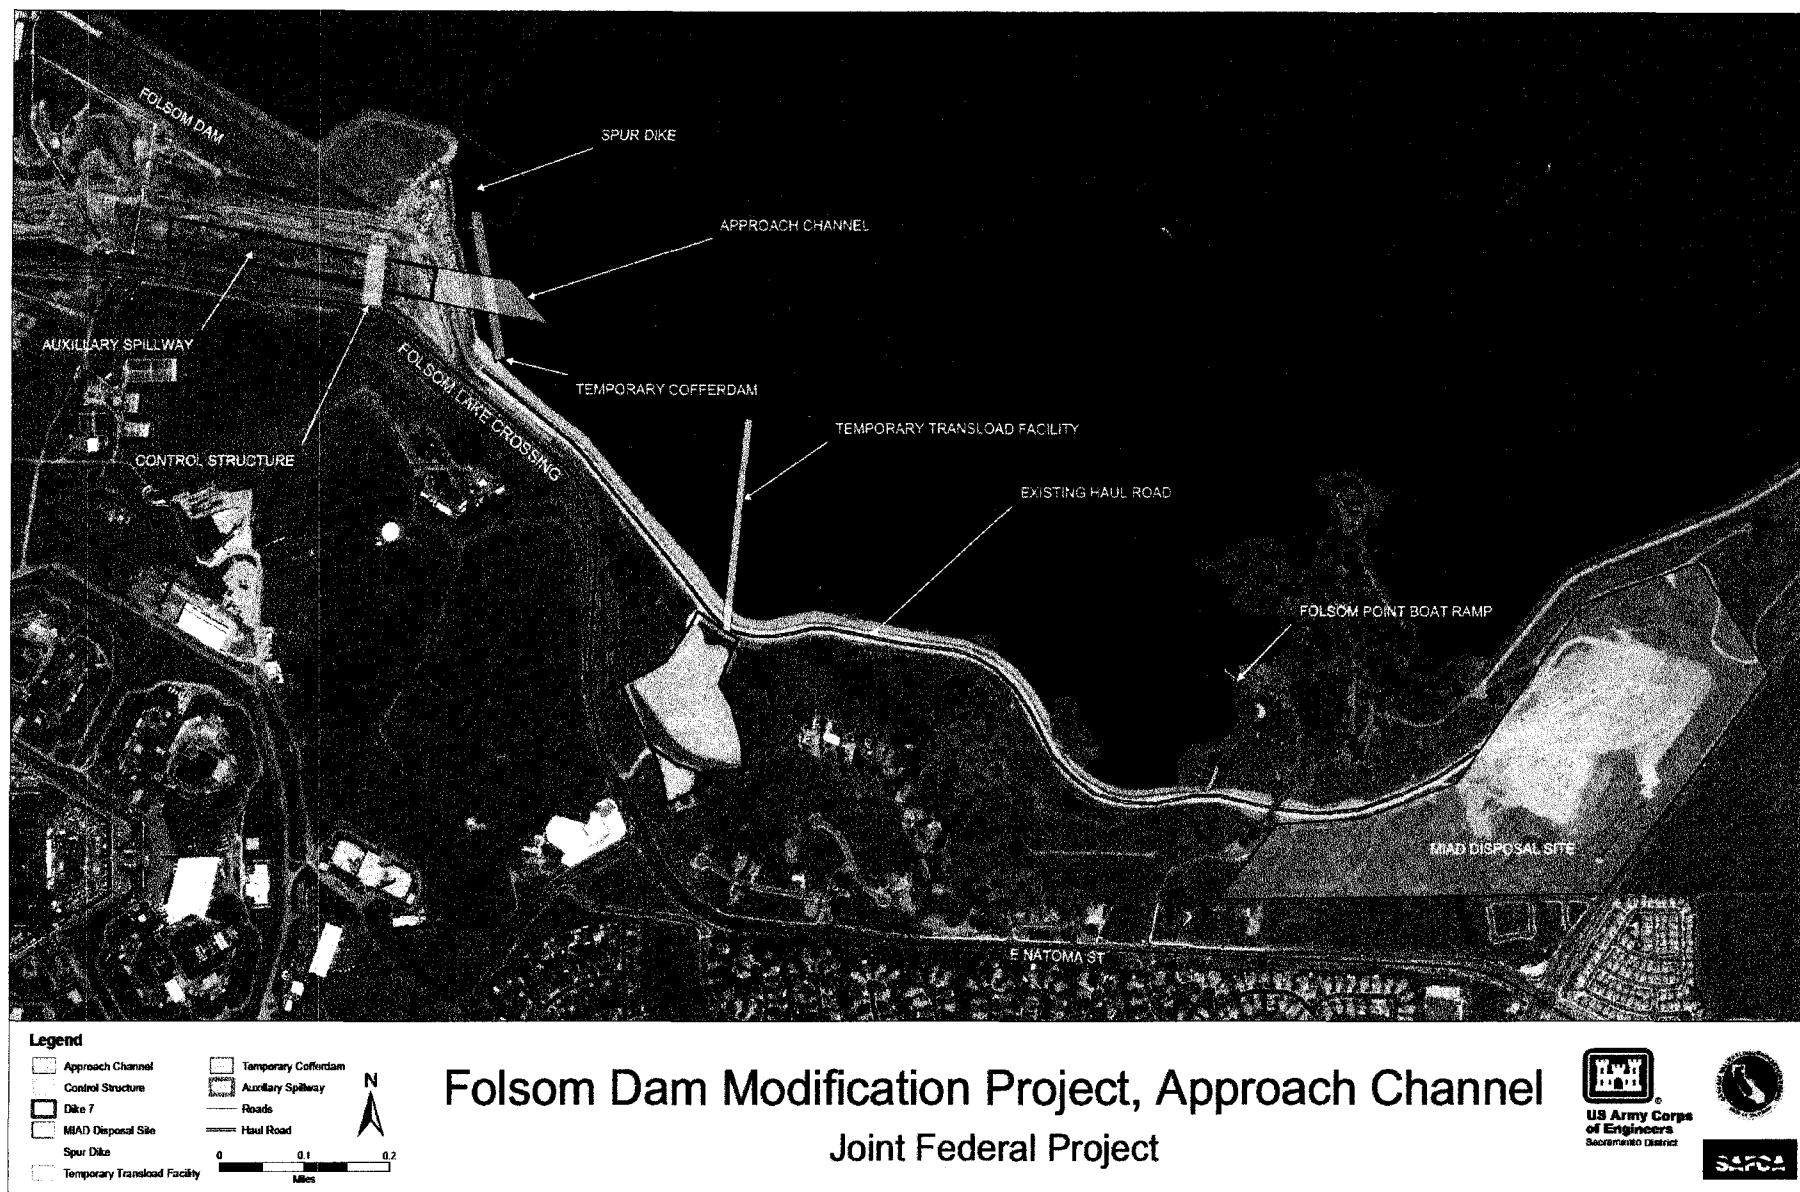 FOLSOM DAM
SPUR DIKE
APPROACH CHANNEL
AUXILLARY SPILLWAY
TEMPORARY COFFERDAM
FOLSOM LAKE CROSSING
TEMPORARY TRANSLOAD FACILITY
CONTROL STRUCTURE
EXISTING HAUL ROAD
FOLSOM POINT BOAT RAMP
MIAD DISPOSAL SITE
E NATOMA ST
Legend
Approach Channel
Control Structure
Dike 7
MIAD Disposal Site
Spur Dike
Temporary Transload Facility
Temporary Cofferdam
Auxillary Spillway
Roads
Haul Road
N
0 0.1 0.2
Miles
Folsom Dam Modification Project, Approach Channel
Joint Federal Project
US Army Corps
of Engineers
Sacramento District
SAFCA